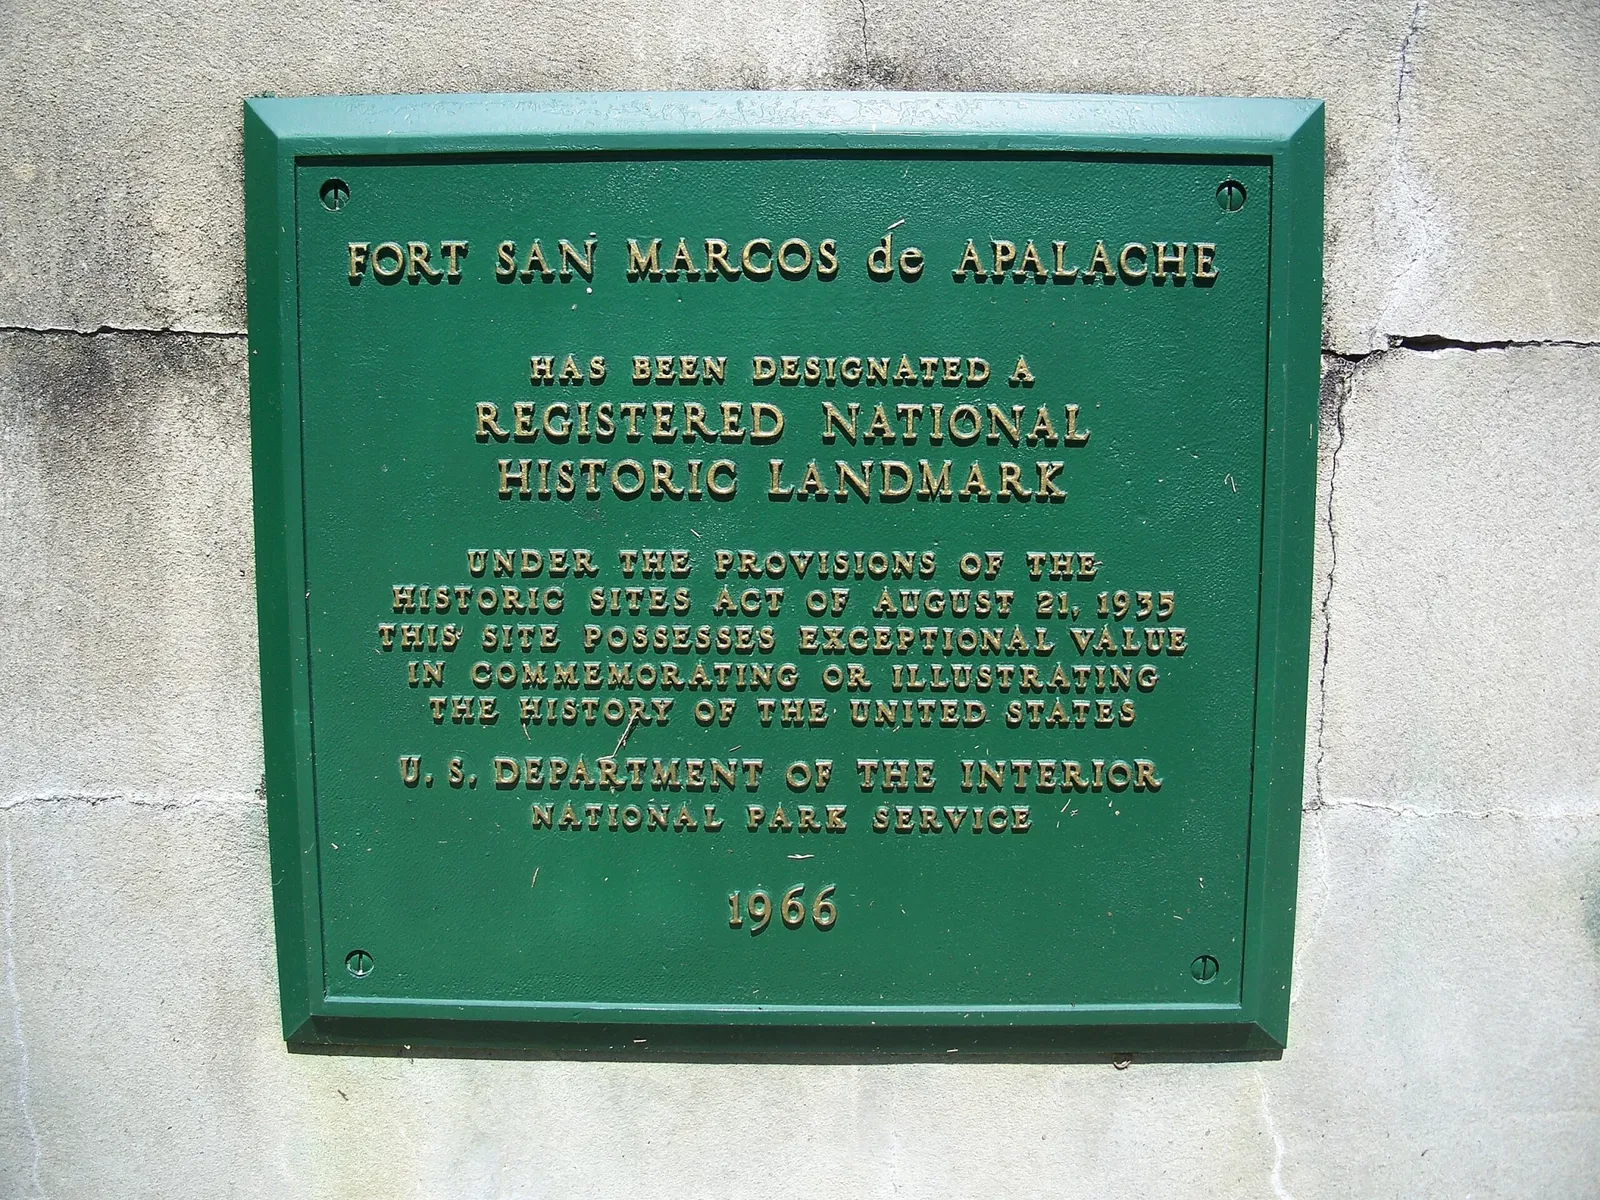 FORT SAN MARCOS de APALACHE
HAS BEEN DESIGNATED A
REGISTERED NATIONAL
HISTORIC LANDMARK
UNDER THE PROVISIONS OF THE
HISTORIC SITES ACT OF AUGUST 21, 1935
THIS SITE POSSESSES EXCEPTIONAL VALUE
IN COMMEMORATING OR ILLUSTRATING
THE HISTORY OF THE UNITED STATES
U. S. DEPARTMENT OF THE INTERIOR
NATIONAL PARK SERVICE
1966